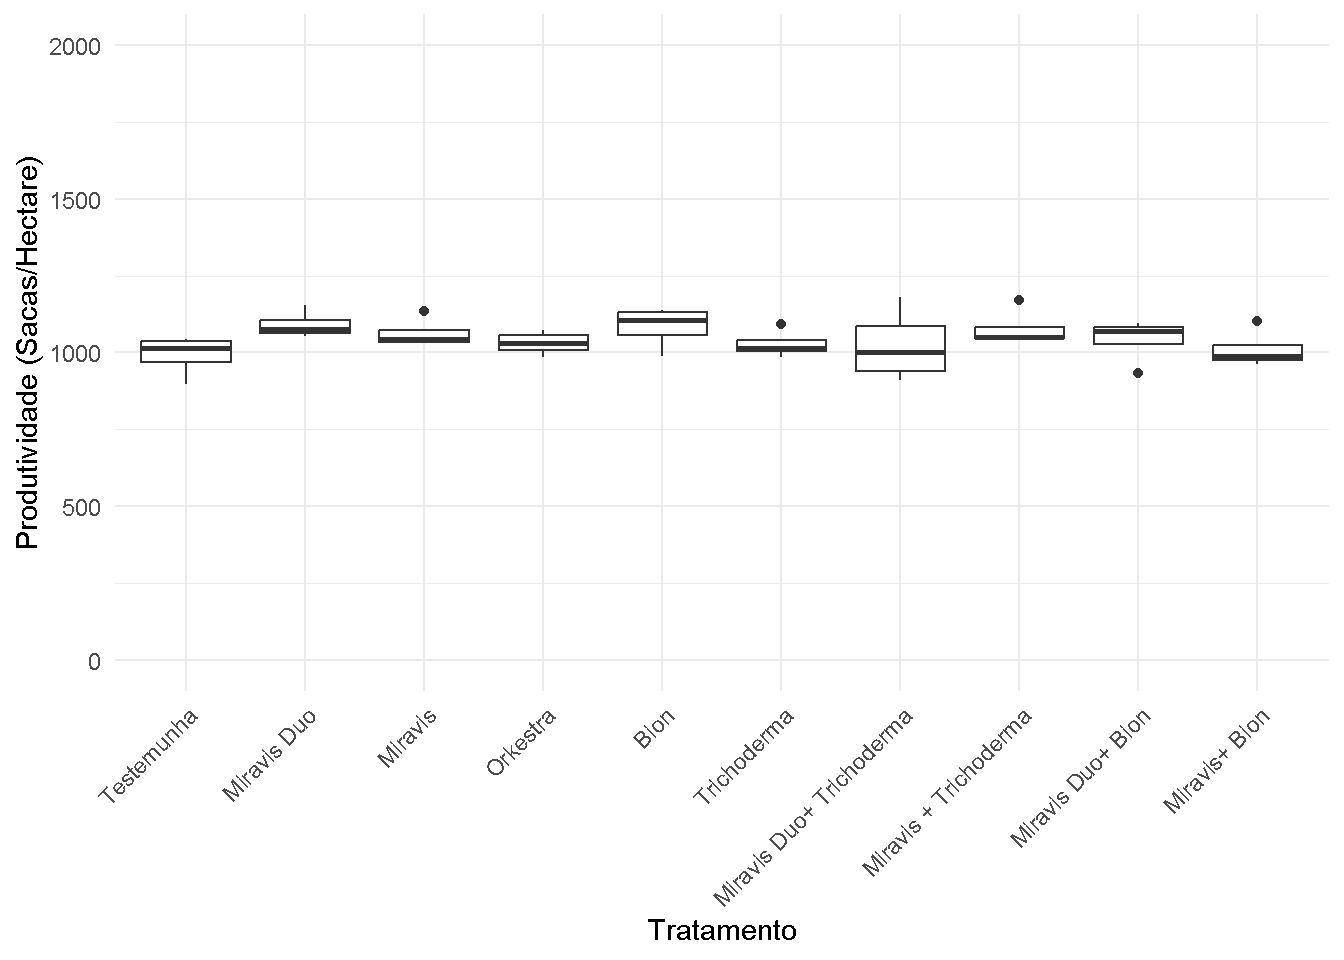 Produtividade (Sacas/Hectare)
2000
1500
1000
500
0
Testemunha
Miravis Duo
Miravis
Orkestra
Bion
Trichoderma
Miravis Duo+ Trichoderma
Miravis + Trichoderma
Miravis Duo+ Bion
Miravis+ Bion
Tratamento